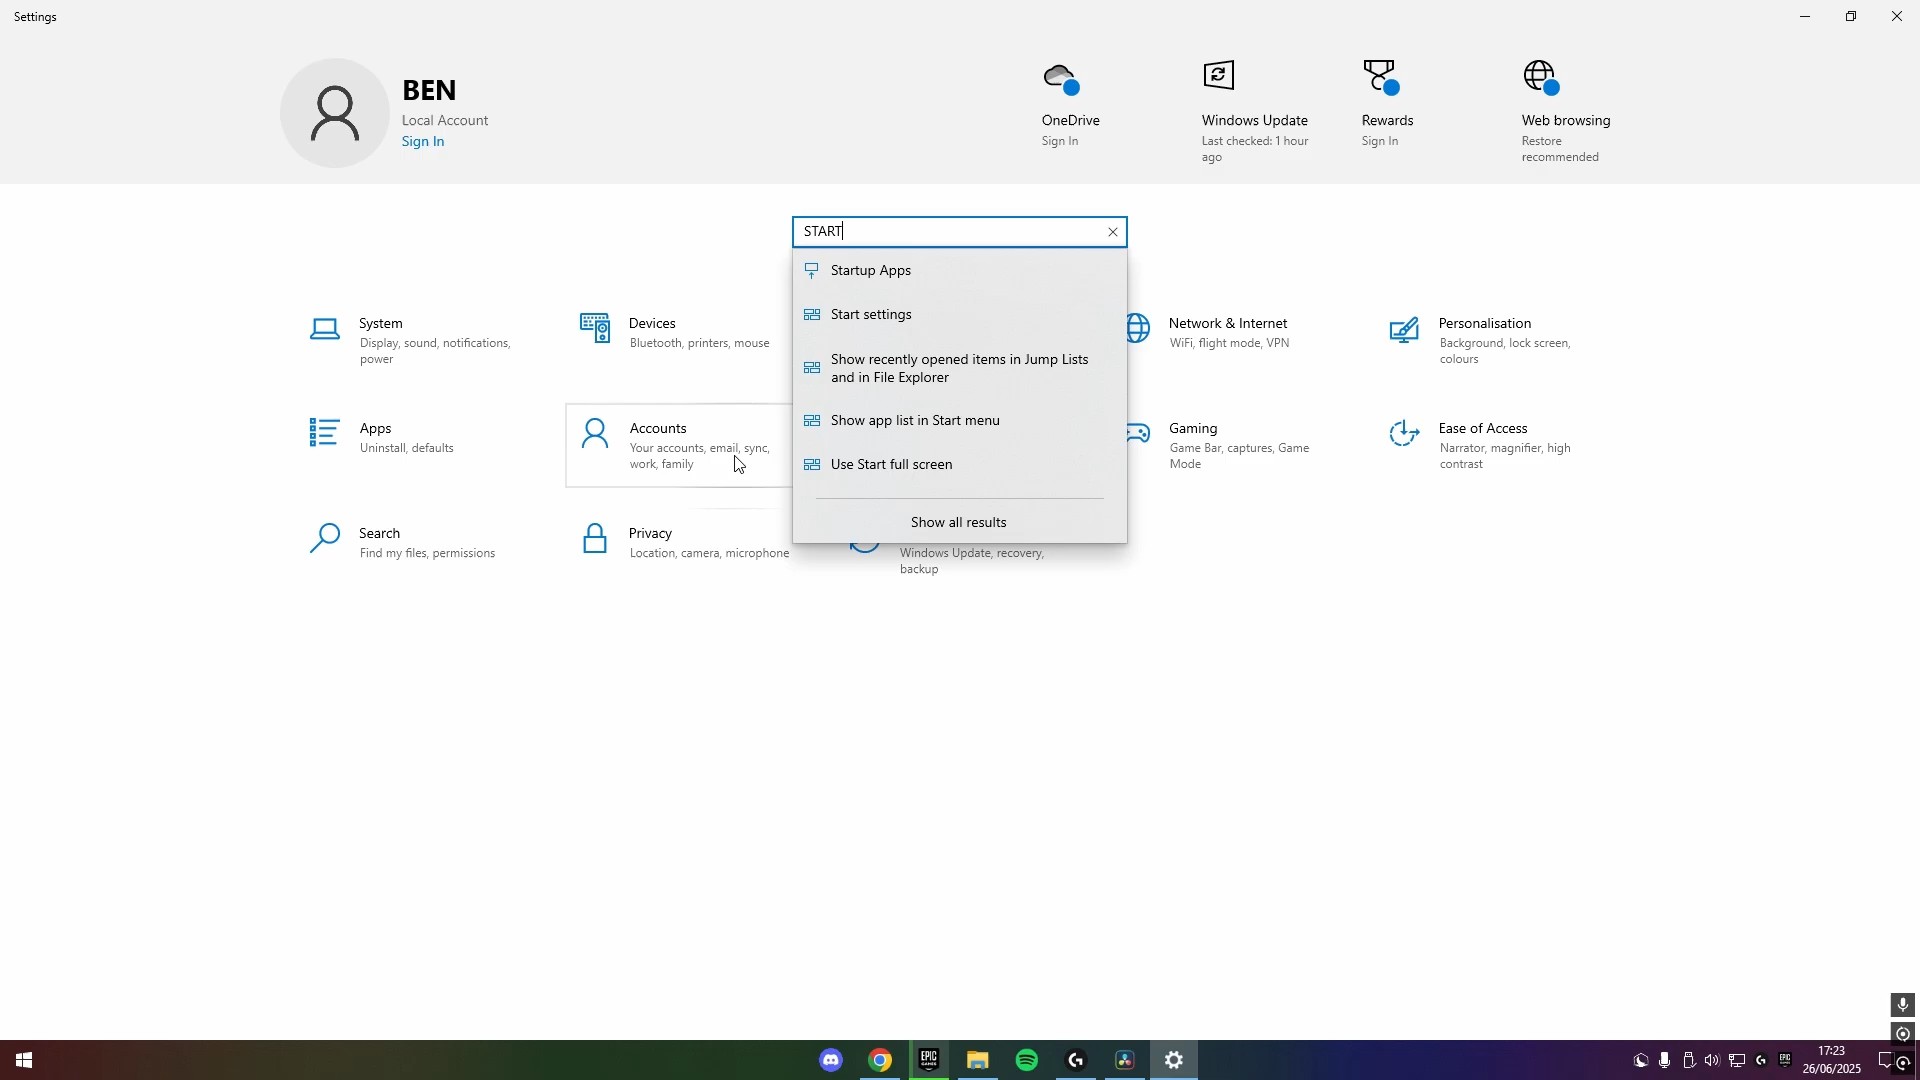 Settings
BEN
Local Account
Sign In
OneDrive
Sign In
Windows Update
Last checked: 1 hour
ago
Rewards
Sign In
Web browsing
Restore
recommended
START
Startup Apps
Start settings
Show recently opened items in Jump Lists
and in File Explorer
Show app list in Start menu
Use Start full screen
Show all results
System
Display, sound, notifications,
power
Devices
Bluetooth, printers, mouse
Network & Internet
WiFi, flight mode, VPN
Personalisation
Background, lock screen,
colours
Apps
Uninstall, defaults
Accounts
Your accounts, email, sync,
work, family
Gaming
Game Bar, captures, Game
Mode
Ease of Access
Narrator, magnifier, high
contrast
Search
Find my files, permissions
Privacy
Location, camera, microphone
Windows Update, recovery,
backup
EPIC
GAMES
EPIC
17:23
26/06/2025